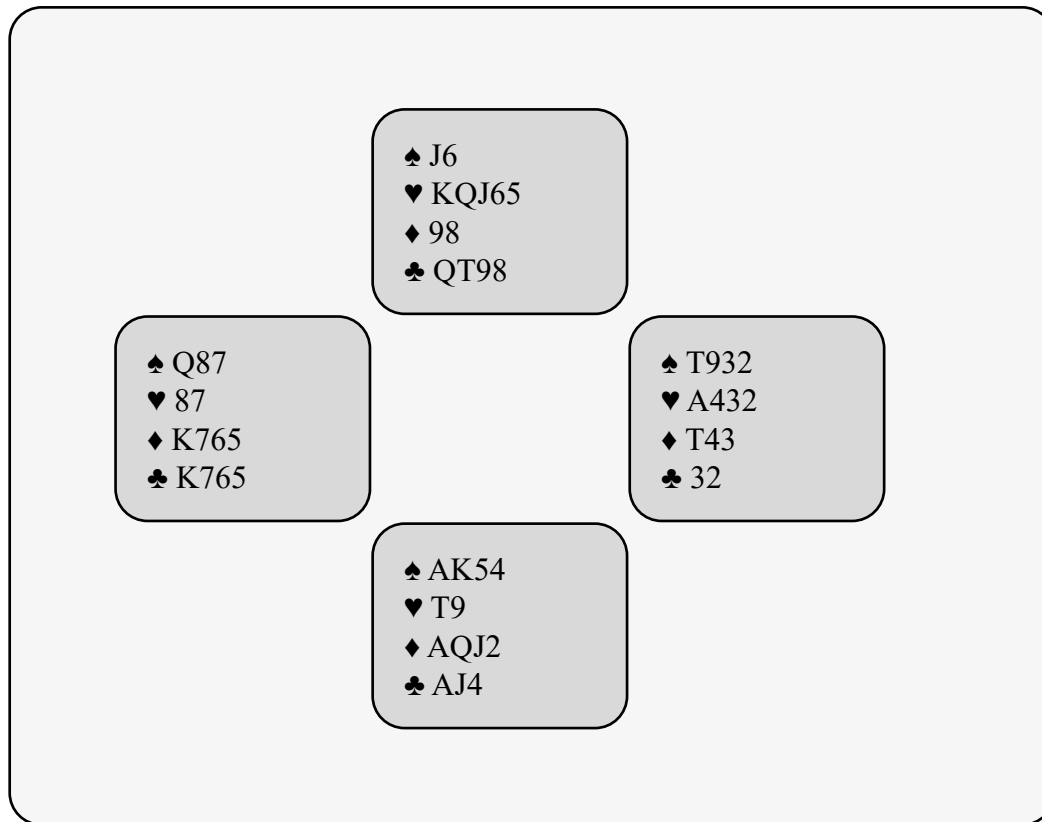 ♠ J6
♥ KQJ65
♦ 98
♣ QT98
♠ Q87
♥ 87
♦ K765
♣ K765
♠ T932
♥ A432
♦ T43
♣ 32
♠ AK54
♥ T9
♦ AQJ2
♣ AJ4